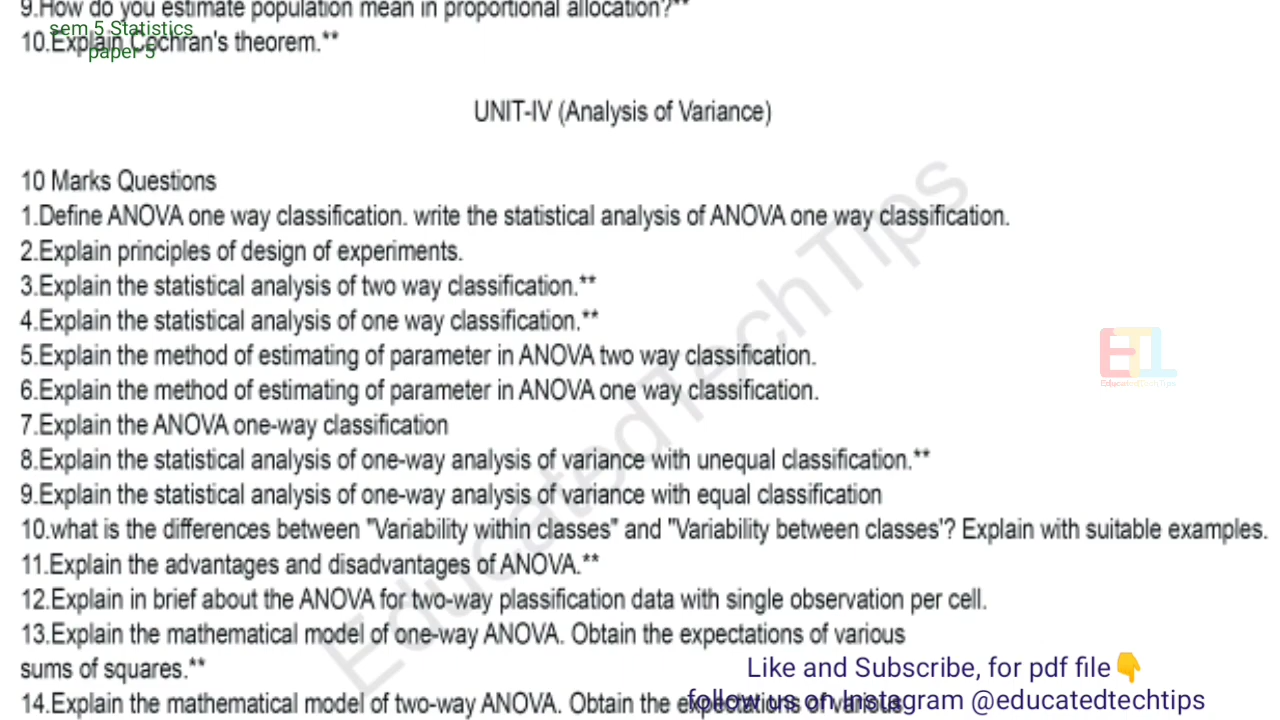 9.How do you estimate population mean in proportional allocation?**
sem 5 Statistics
paper 5
10.Explain Cochran's theorem.**
UNIT-IV (Analysis of Variance)
10 Marks Questions
1.Define ANOVA one way classification. write the statistical analysis of ANOVA one way classification.
2.Explain principles of design of experiments.
3.Explain the statistical analysis of two way classification.**
4.Explain the statistical analysis of one way classification.**
5.Explain the method of estimating of parameter in ANOVA two way classification.
6.Explain the method of estimating of parameter in ANOVA one way classification.
7.Explain the ANOVA one-way classification
8.Explain the statistical analysis of one-way analysis of variance with unequal classification.**
9.Explain the statistical analysis of one-way analysis of variance with equal classification
10.what is the differences between "Variability within classes" and "Variability between classes'? Explain with suitable examples.
11.Explain the advantages and disadvantages of ANOVA.**
12.Explain in brief about the ANOVA for two-way plassification data with single observation per cell.
13.Explain the mathematical model of one-way ANOVA. Obtain the expectations of various
sums of squares.**
14.Explain the mathematical model of two-way ANOVA. Obtain the expectations of various
Like and Subscribe, for pdf file👇
follow us on Instagram @educatedtechtips
EducatedTechTips
ETL
EducatedTechTips